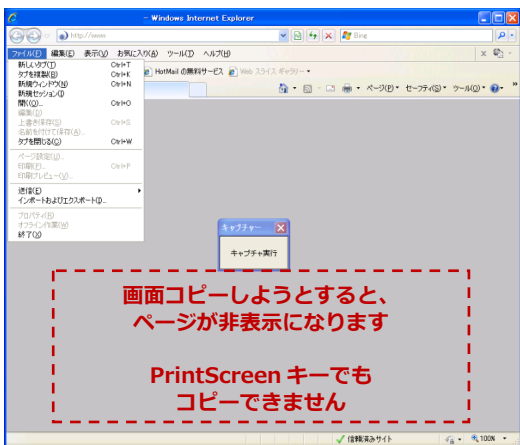 - Windows Internet Explorer
http://www
Bing
ファイル(F) 編集(E) 表示(V) お気に入り(A) ツール(T) ヘルプ(H)
新しいタブ(T) Ctrl+T
タブを複製(B) Ctrl+K
新規ウィンドウ(N) Ctrl+N
新規セッション(I)
開く(O)... Ctrl+O
編集(D)
上書き保存(S) Ctrl+S
名前を付けて保存(A)...
タブを閉じる(C) Ctrl+W
ページ設定(U)...
印刷(P)... Ctrl+P
印刷プレビュー(V)...
送信(E)
インポートおよびエクスポート(I)...
プロパティ(R)
オフライン作業(W)
終了(X)
HotMail の無料サービス Web スライス ギャラリー
ページ(P) セーフティ(S) ツール(O)
キャプチャー
キャプチャ実行
画面コピーしようとすると、
ページが非表示になります
PrintScreen キーでも
コピーできません
信頼済みサイト 100%